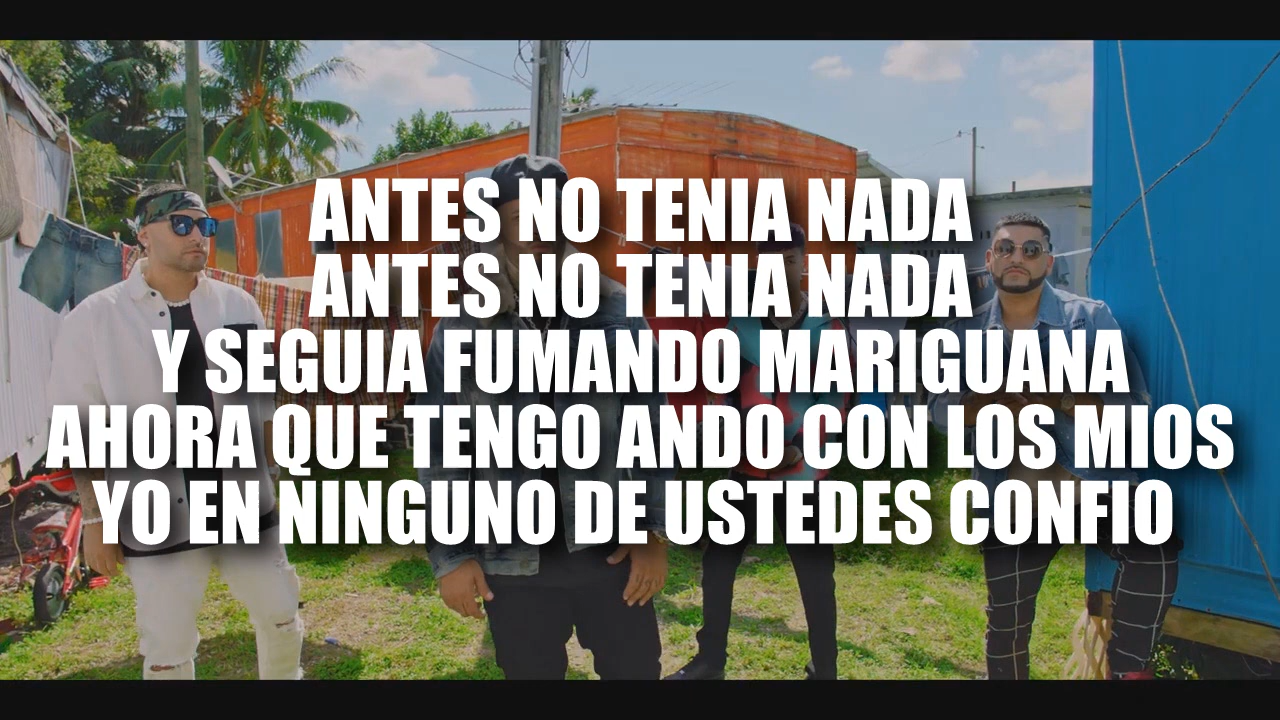 ANTES NO TENIA NADA
ANTES NO TENIA NADA
Y SEGUIA FUMANDO MARIGUANA
AHORA QUE TENGO ANDO CON LOS MIOS
YO EN NINGUNO DE USTEDES CONFIO